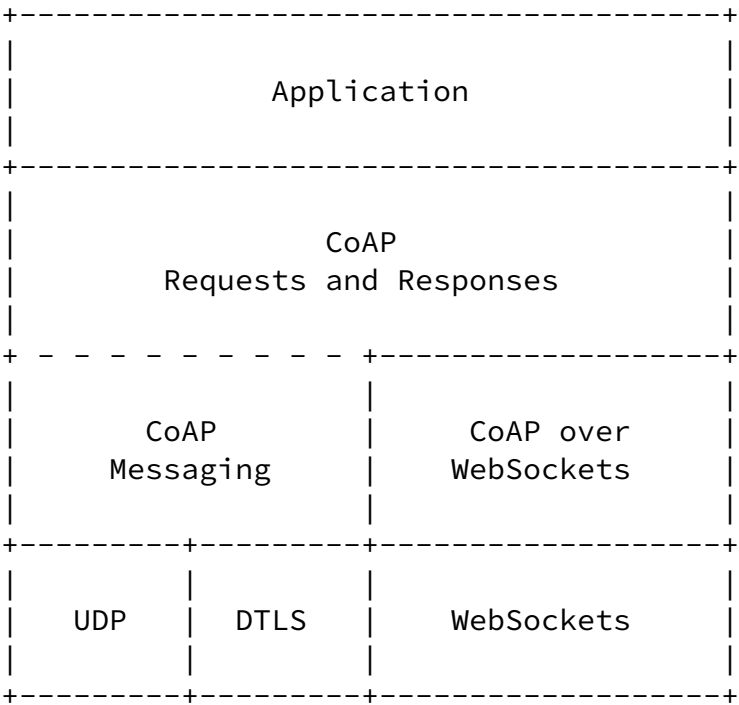 Application
CoAP
Requests and Responses
CoAP CoAP over
Messaging WebSockets
UDP DTLS WebSockets